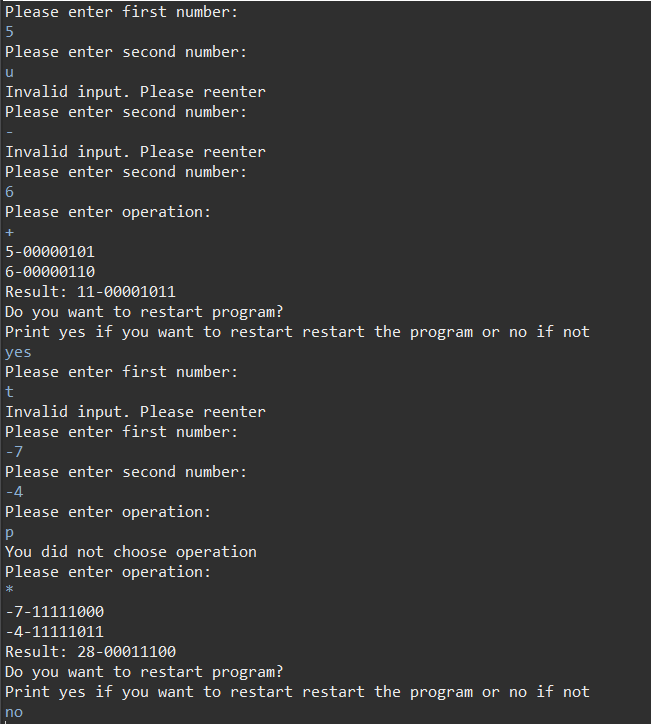 Please enter first number:
5
Please enter second number:
u
Invalid input. Please reenter
Please enter second number:
-
Invalid input. Please reenter
Please enter second number:
6
Please enter operation:
+
5-00000101
6-00000110
Result: 11-00001011
Do you want to restart program?
Print yes if you want to restart restart the program or no if not
yes
Please enter first number:
t
Invalid input. Please reenter
Please enter first number:
-7
Please enter second number:
-4
Please enter operation:
p
You did not choose operation
Please enter operation:
*
-7-11111000
-4-11111011
Result: 28-00011100
Do you want to restart program?
Print yes if you want to restart restart the program or no if not
no